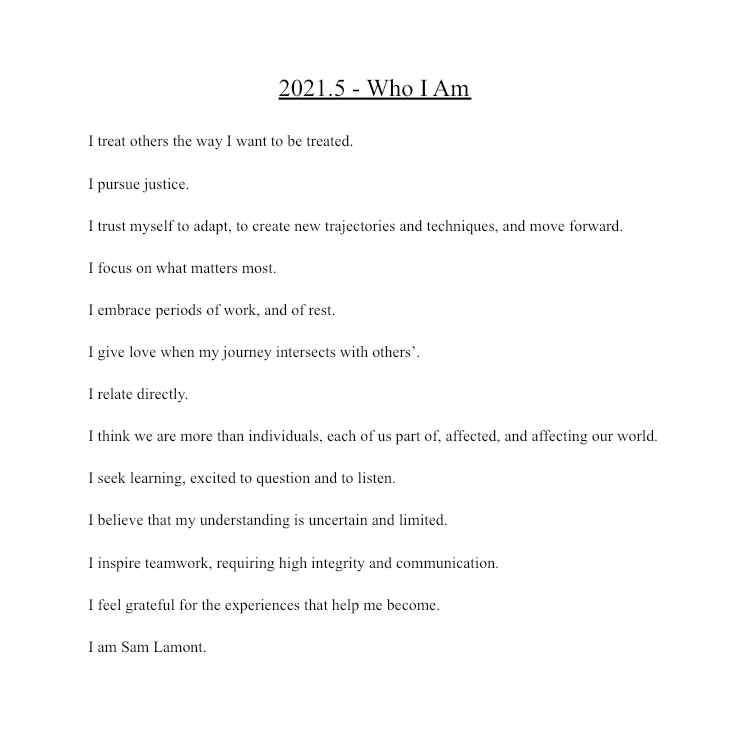 2021.5 - Who I Am
I treat others the way I want to be treated.
I pursue justice.
I trust myself to adapt, to create new trajectories and techniques, and move forward.
I focus on what matters most.
I embrace periods of work, and of rest.
I give love when my journey intersects with others’.
I relate directly.
I think we are more than individuals, each of us part of, affected, and affecting our world.
I seek learning, excited to question and to listen.
I believe that my understanding is uncertain and limited.
I inspire teamwork, requiring high integrity and communication.
I feel grateful for the experiences that help me become.
I am Sam Lamont.